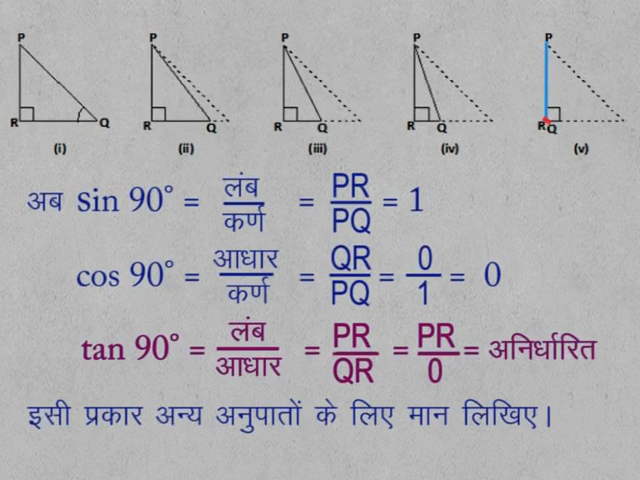 P P P P P
R Q R Q R Q R Q R Q
(i) (ii) (iii) (iv) (v)
अब sin 90° = लंब/कर्ण = PR/PQ = 1
cos 90° = आधार/कर्ण = QR/PQ = 0/1 = 0
tan 90° = लंब/आधार = PR/QR = PR/0 = अनिर्धारित
इसी प्रकार अन्य अनुपातों के लिए मान लिखिए।